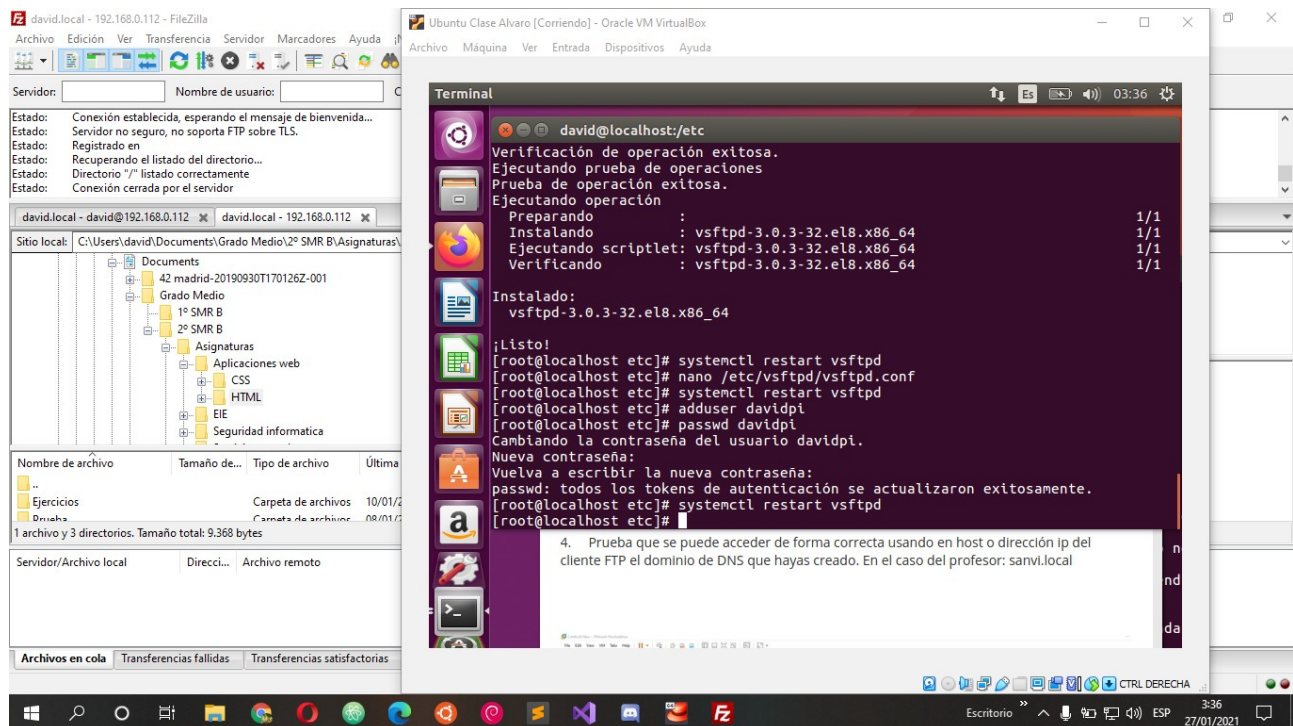 david.local - 192.168.0.112 - FileZilla
Archivo Edición Ver Transferencia Servidor Marcadores Ayuda
Servidor: Nombre de usuario: C
Estado: Conexión establecida, esperando el mensaje de bienvenida...
Estado: Servidor no seguro, no soporta FTP sobre TLS.
Estado: Registrado en
Estado: Recuperando el listado del directorio...
Estado: Directorio "/" listado correctamente
Estado: Conexión cerrada por el servidor
david.local - david@192.168.0.112 david.local - 192.168.0.112
Sitio local: C:\Users\david\Documents\Grado Medio\2º SMR B\Asignaturas\
Documents
42 madrid-20190930T170126Z-001
Grado Medio
1º SMR B
2º SMR B
Asignaturas
Aplicaciones web
CSS
HTML
EIE
Seguridad informatica
Nombre de archivo Tamaño de... Tipo de archivo Última
..
Ejercicios Carpeta de archivos 10/01/2
Prueba Carpeta de archivos 08/01/2
1 archivo y 3 directorios. Tamaño total: 9.368 bytes
Servidor/Archivo local Direcci... Archivo remoto
Archivos en cola Transferencias fallidas Transferencias satisfactorias
Ubuntu Clase Alvaro [Corriendo] - Oracle VM VirtualBox
Archivo Máquina Ver Entrada Dispositivos Ayuda
Terminal Es 03:36
david@localhost:/etc
Verificación de operación exitosa.
Ejecutando prueba de operaciones
Prueba de operación exitosa.
Ejecutando operación
Preparando : 1/1
Instalando : vsftpd-3.0.3-32.el8.x86_64 1/1
Ejecutando scriptlet: vsftpd-3.0.3-32.el8.x86_64 1/1
Verificando : vsftpd-3.0.3-32.el8.x86_64 1/1
Instalado:
vsftpd-3.0.3-32.el8.x86_64
¡Listo!
[root@localhost etc]# systemctl restart vsftpd
[root@localhost etc]# nano /etc/vsftpd/vsftpd.conf
[root@localhost etc]# systemctl restart vsftpd
[root@localhost etc]# adduser davidpi
[root@localhost etc]# passwd davidpi
Cambiando la contraseña del usuario davidpi.
Nueva contraseña:
Vuelva a escribir la nueva contraseña:
passwd: todos los tokens de autenticación se actualizaron exitosamente.
[root@localhost etc]# systemctl restart vsftpd
[root@localhost etc]#
4. Prueba que se puede acceder de forma correcta usando en host o dirección ip del
cliente FTP el dominio de DNS que hayas creado. En el caso del profesor: sanvi.local
n
nd
da
CTRL DERECHA
Escritorio ESP 3:36
27/01/2021